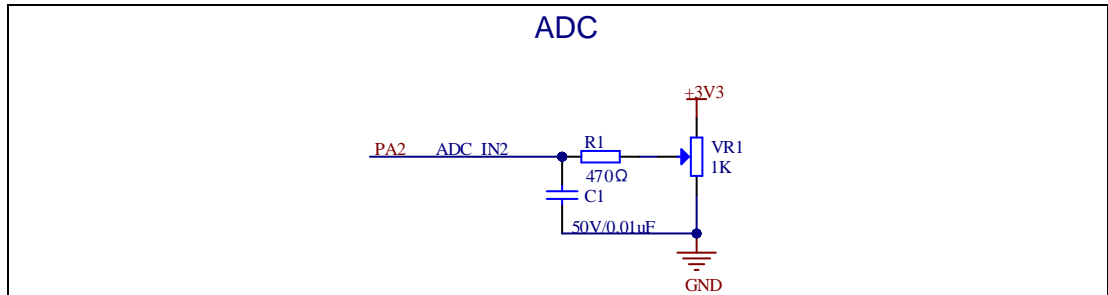 ADC
+3V3
PA2 ADC_IN2 R1 VR1
1K
470Ω
C1
50V/0.01uF
GND